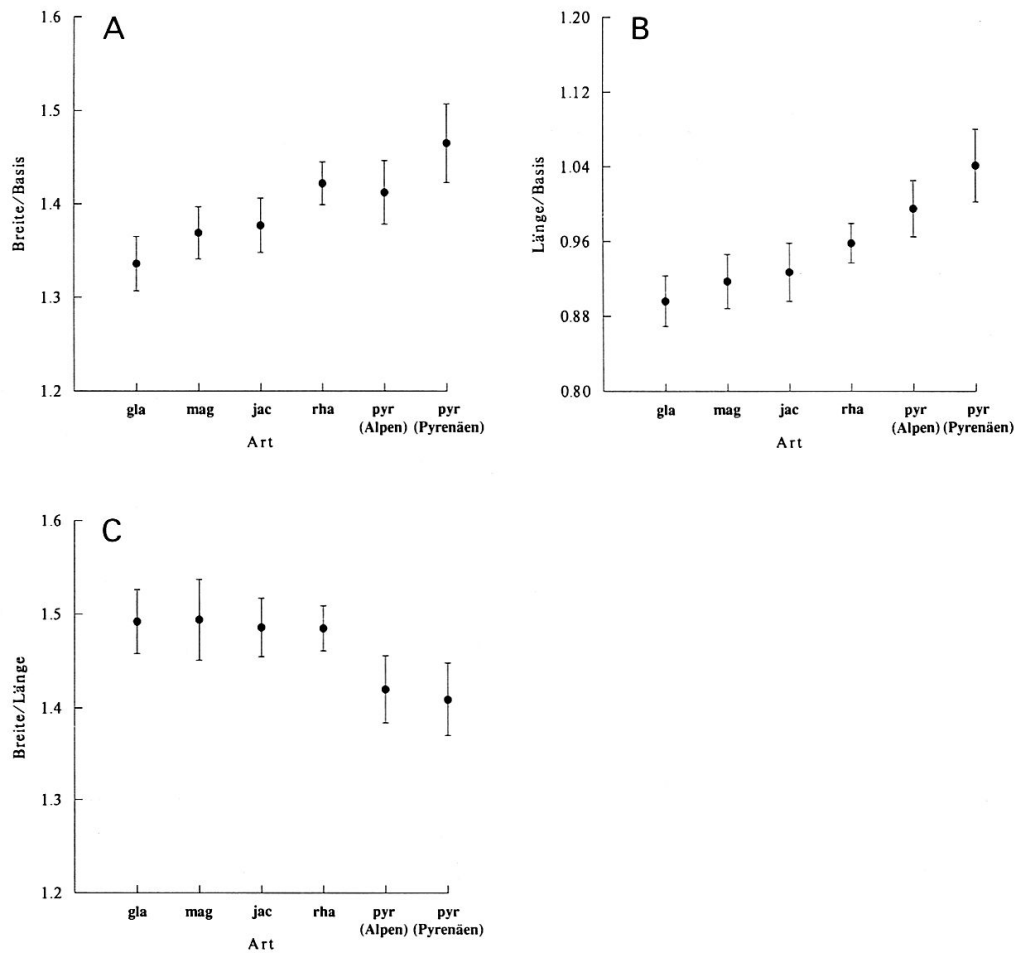 A
1.6
1.5
1.4
1.3
1.2
Breite/Basis
gla mag jac rha pyr pyr
(Alpen) (Pyrenäen)
Art
B
1.20
1.12
1.04
0.96
0.88
0.80
Länge/Basis
gla mag jac rha pyr pyr
(Alpen) (Pyrenäen)
Art
C
1.6
1.5
1.4
1.3
1.2
Breite/Länge
gla mag jac rha pyr pyr
(Alpen) (Pyrenäen)
Art